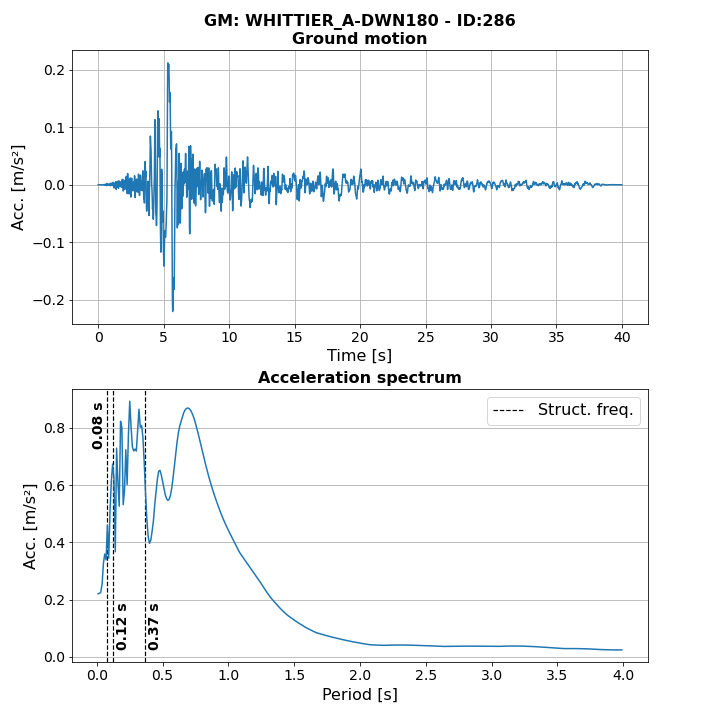 GM: WHITTIER_A-DWN180 - ID:286
Ground motion
0.2
0.1
0.0
−0.1
−0.2
Acc. [m/s²]
0 5 10 15 20 25 30 35 40
Time [s]
Acceleration spectrum
Struct. freq.
0.08 s
0.12 s
0.37 s
0.8
0.6
0.4
0.2
0.0
Acc. [m/s²]
0.0 0.5 1.0 1.5 2.0 2.5 3.0 3.5 4.0
Period [s]